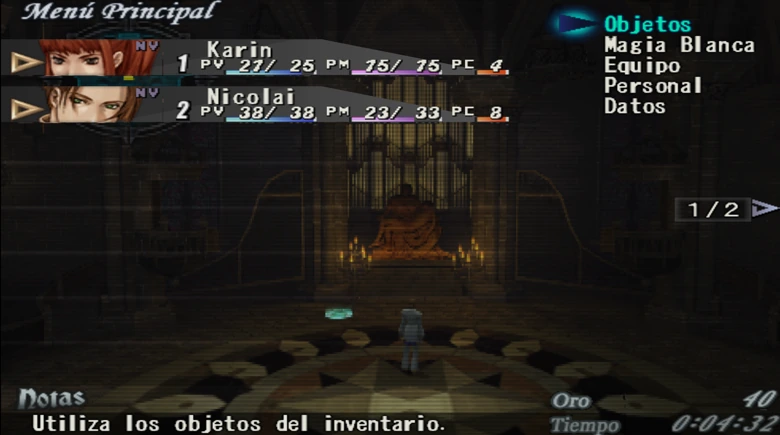 Menú Principal
Objetos
Magia Blanca
Equipo
Personal
Datos
NV 1 Karin
PV 21/ 25 PM 15/ 15 PC 4
NV 2 Nicolai
PV 38/ 38 PM 23/ 33 PC 8
1/2
Notas
Utiliza los objetos del inventario.
Oro 40
Tiempo 0:04:32